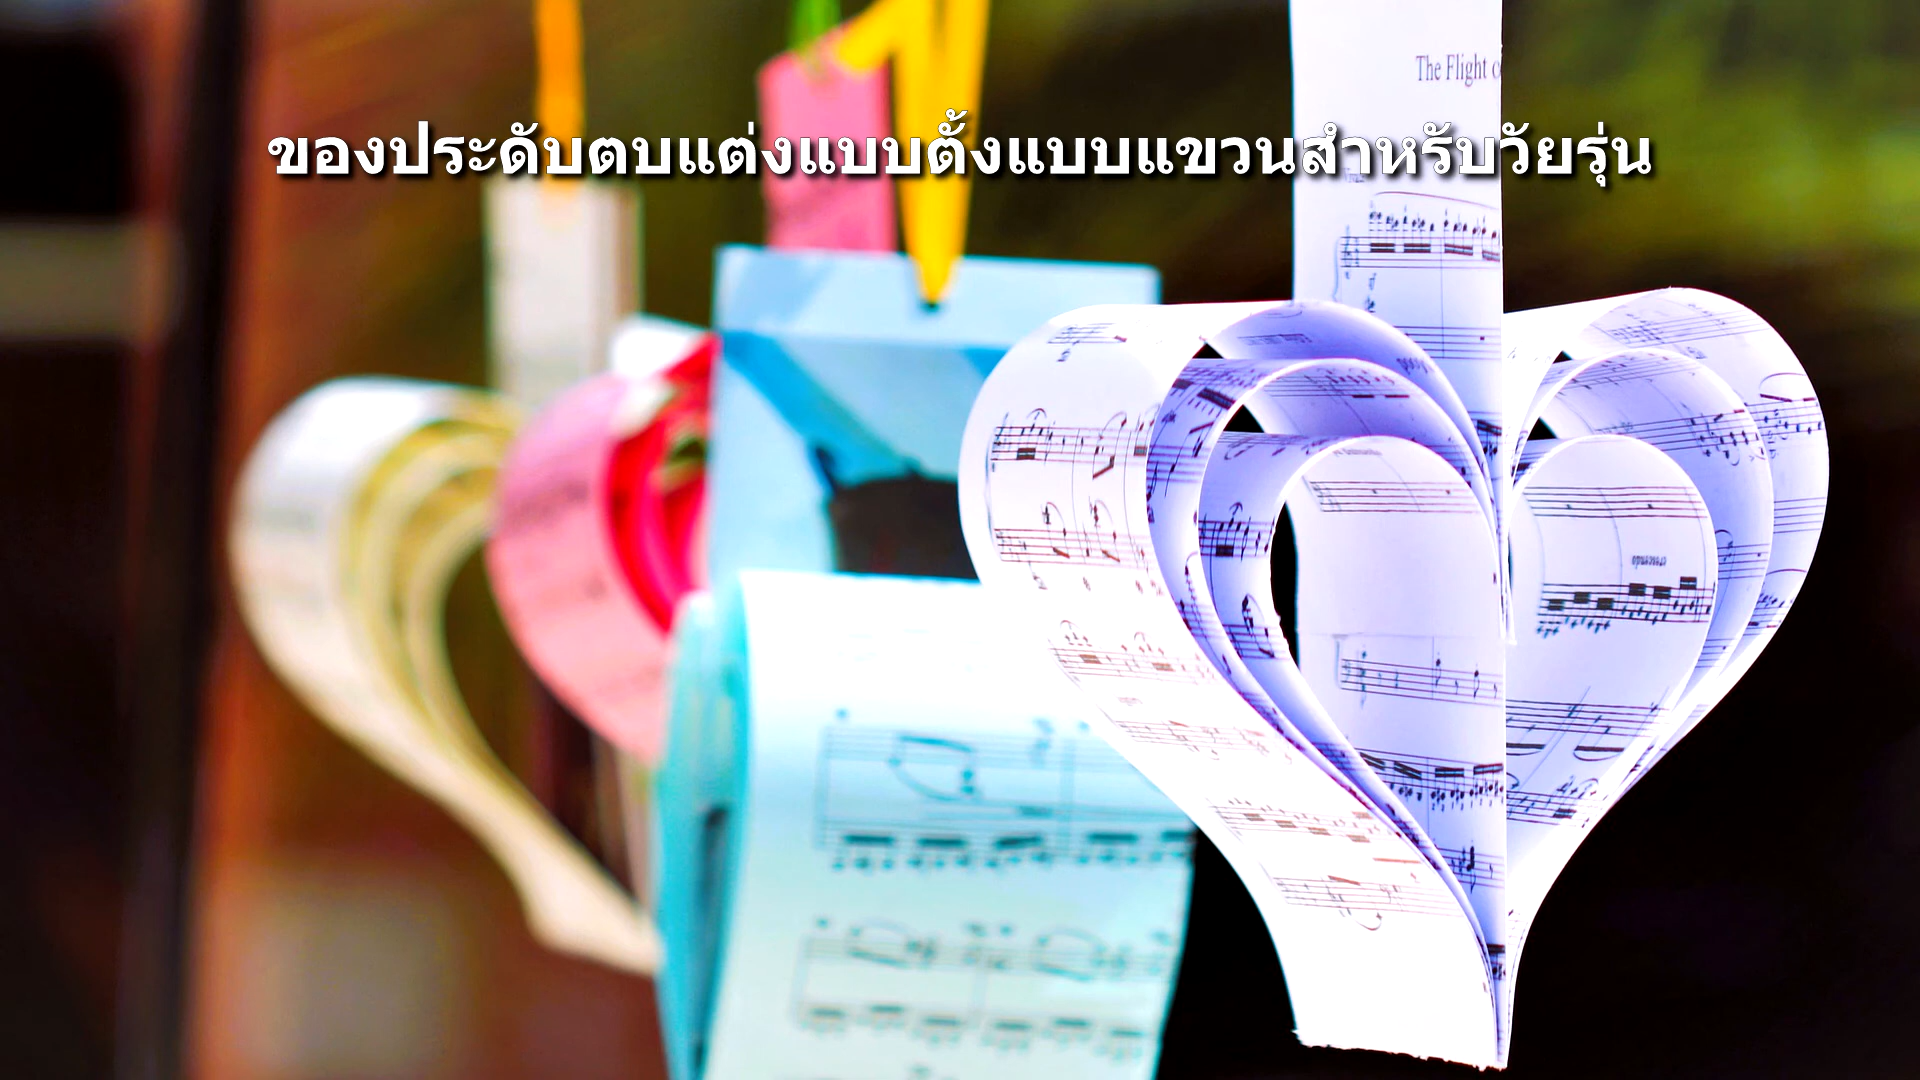 The Flight
ของประดับตบแต่งแบบตั้งแบบแขวนสำหรับวัยรุ่น
crescendo